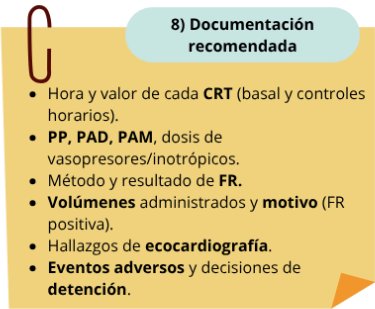 8) Documentación
recomendada
• Hora y valor de cada CRT (basal y controles
horarios).
• PP, PAD, PAM, dosis de
vasopresores/inotrópicos.
• Método y resultado de FR.
• Volúmenes administrados y motivo (FR
positiva).
• Hallazgos de ecocardiografía.
• Eventos adversos y decisiones de
detención.